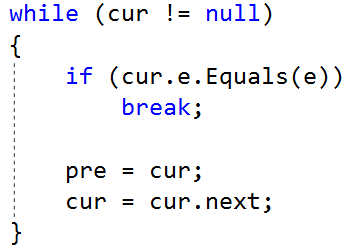 while (cur != null)
{
    if (cur.e.Equals(e))
        break;

    pre = cur;
    cur = cur.next;
}